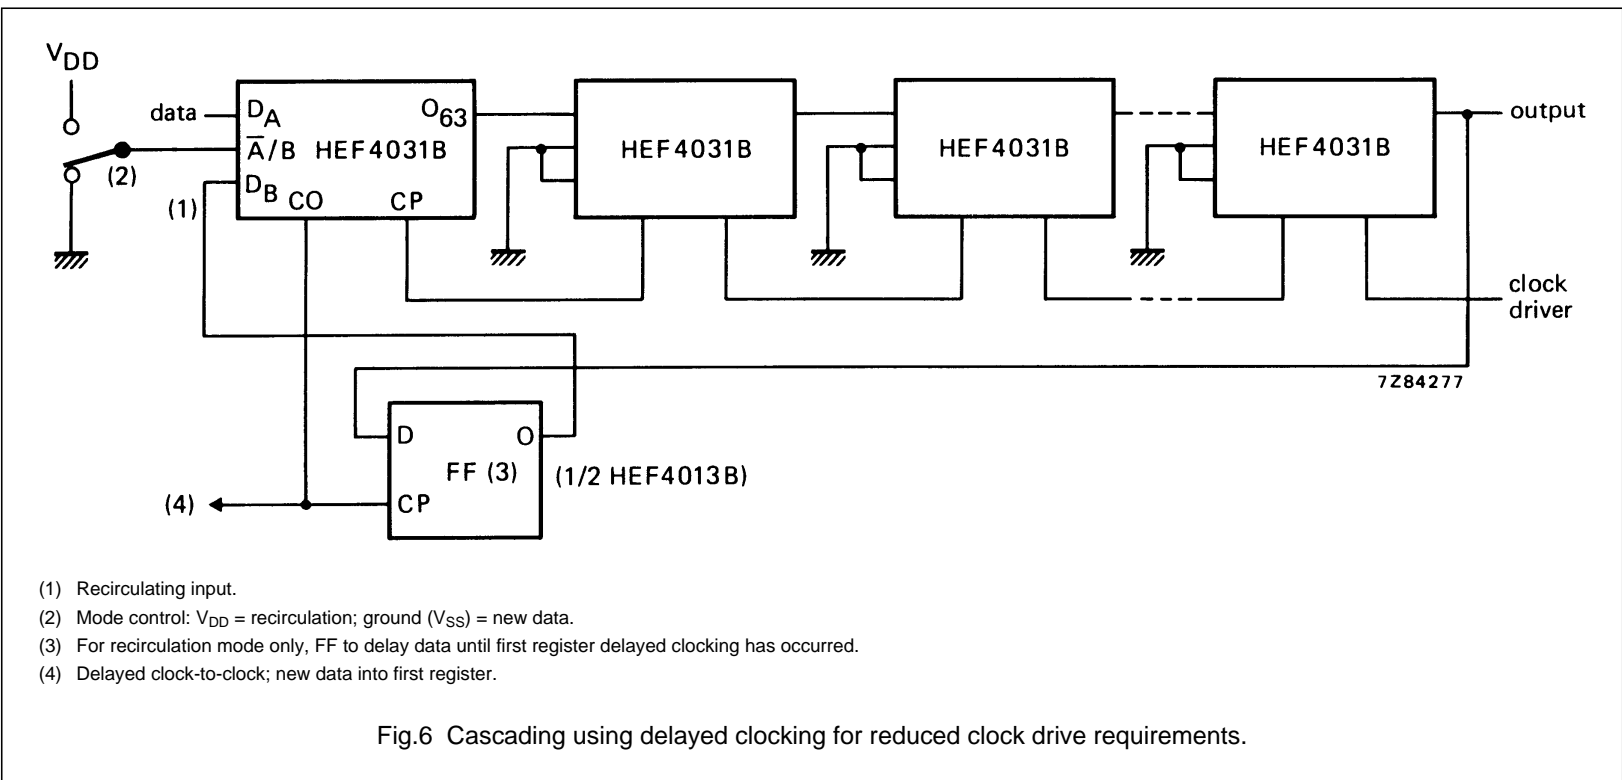 VDD
data
DA
O63
A̅/B HEF4031B
DB
CO
CP
(2)
(1)
HEF4031B
HEF4031B
HEF4031B
output
clock
driver
7Z84277
D
O
FF (3)
CP
(1/2 HEF4013B)
(4)
(1) Recirculating input.
(2) Mode control: VDD = recirculation; ground (VSS) = new data.
(3) For recirculation mode only, FF to delay data until first register delayed clocking has occurred.
(4) Delayed clock-to-clock; new data into first register.
Fig.6 Cascading using delayed clocking for reduced clock drive requirements.